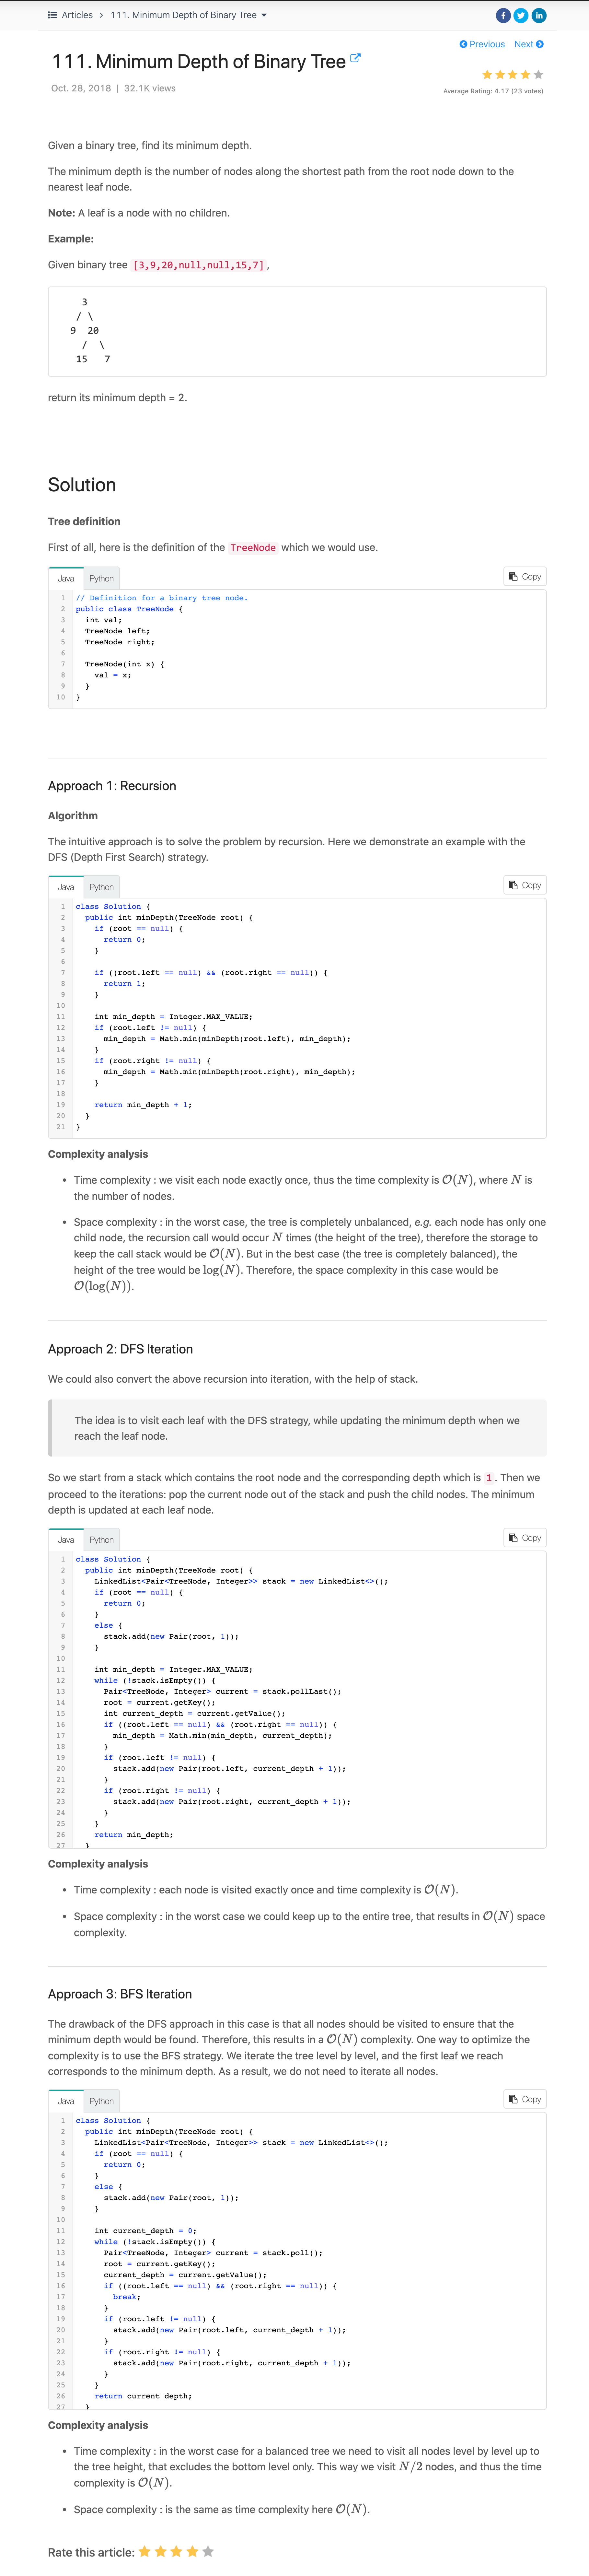 Articles > 111. Minimum Depth of Binary Tree
Previous Next
111. Minimum Depth of Binary Tree
Oct. 28, 2018 | 32.1K views
Average Rating: 4.17 (23 votes)
Given a binary tree, find its minimum depth.
The minimum depth is the number of nodes along the shortest path from the root node down to the
nearest leaf node.
Note: A leaf is a node with no children.
Example:
Given binary tree [3,9,20,null,null,15,7],
3
/ \
9 20
/ \
15 7
return its minimum depth = 2.
Solution
Tree definition
First of all, here is the definition of the TreeNode which we would use.
Java Python Copy
1 // Definition for a binary tree node.
2 public class TreeNode {
3 int val;
4 TreeNode left;
5 TreeNode right;
6
7 TreeNode(int x) {
8 val = x;
9 }
10 }
Approach 1: Recursion
Algorithm
The intuitive approach is to solve the problem by recursion. Here we demonstrate an example with the
DFS (Depth First Search) strategy.
Java Python Copy
1 class Solution {
2 public int minDepth(TreeNode root) {
3 if (root == null) {
4 return 0;
5 }
6
7 if ((root.left == null) && (root.right == null)) {
8 return 1;
9 }
10
11 int min_depth = Integer.MAX_VALUE;
12 if (root.left != null) {
13 min_depth = Math.min(minDepth(root.left), min_depth);
14 }
15 if (root.right != null) {
16 min_depth = Math.min(minDepth(root.right), min_depth);
17 }
18
19 return min_depth + 1;
20 }
21 }
Complexity analysis
• Time complexity : we visit each node exactly once, thus the time complexity is O(N), where N is
the number of nodes.
• Space complexity : in the worst case, the tree is completely unbalanced, e.g. each node has only one
child node, the recursion call would occur N times (the height of the tree), therefore the storage to
keep the call stack would be O(N). But in the best case (the tree is completely balanced), the
height of the tree would be log(N). Therefore, the space complexity in this case would be
O(log(N)).
Approach 2: DFS Iteration
We could also convert the above recursion into iteration, with the help of stack.
The idea is to visit each leaf with the DFS strategy, while updating the minimum depth when we
reach the leaf node.
So we start from a stack which contains the root node and the corresponding depth which is 1. Then we
proceed to the iterations: pop the current node out of the stack and push the child nodes. The minimum
depth is updated at each leaf node.
Java Python Copy
1 class Solution {
2 public int minDepth(TreeNode root) {
3 LinkedList<Pair<TreeNode, Integer>> stack = new LinkedList<>();
4 if (root == null) {
5 return 0;
6 }
7 else {
8 stack.add(new Pair(root, 1));
9 }
10
11 int min_depth = Integer.MAX_VALUE;
12 while (!stack.isEmpty()) {
13 Pair<TreeNode, Integer> current = stack.pollLast();
14 root = current.getKey();
15 int current_depth = current.getValue();
16 if ((root.left == null) && (root.right == null)) {
17 min_depth = Math.min(min_depth, current_depth);
18 }
19 if (root.left != null) {
20 stack.add(new Pair(root.left, current_depth + 1));
21 }
22 if (root.right != null) {
23 stack.add(new Pair(root.right, current_depth + 1));
24 }
25 }
26 return min_depth;
27 }
Complexity analysis
• Time complexity : each node is visited exactly once and time complexity is O(N).
• Space complexity : in the worst case we could keep up to the entire tree, that results in O(N) space
complexity.
Approach 3: BFS Iteration
The drawback of the DFS approach in this case is that all nodes should be visited to ensure that the
minimum depth would be found. Therefore, this results in a O(N) complexity. One way to optimize the
complexity is to use the BFS strategy. We iterate the tree level by level, and the first leaf we reach
corresponds to the minimum depth. As a result, we do not need to iterate all nodes.
Java Python Copy
1 class Solution {
2 public int minDepth(TreeNode root) {
3 LinkedList<Pair<TreeNode, Integer>> stack = new LinkedList<>();
4 if (root == null) {
5 return 0;
6 }
7 else {
8 stack.add(new Pair(root, 1));
9 }
10
11 int current_depth = 0;
12 while (!stack.isEmpty()) {
13 Pair<TreeNode, Integer> current = stack.poll();
14 root = current.getKey();
15 current_depth = current.getValue();
16 if ((root.left == null) && (root.right == null)) {
17 break;
18 }
19 if (root.left != null) {
20 stack.add(new Pair(root.left, current_depth + 1));
21 }
22 if (root.right != null) {
23 stack.add(new Pair(root.right, current_depth + 1));
24 }
25 }
26 return current_depth;
27 }
Complexity analysis
• Time complexity : in the worst case for a balanced tree we need to visit all nodes level by level up to
the tree height, that excludes the bottom level only. This way we visit N/2 nodes, and thus the time
complexity is O(N).
• Space complexity : is the same as time complexity here O(N).
Rate this article: